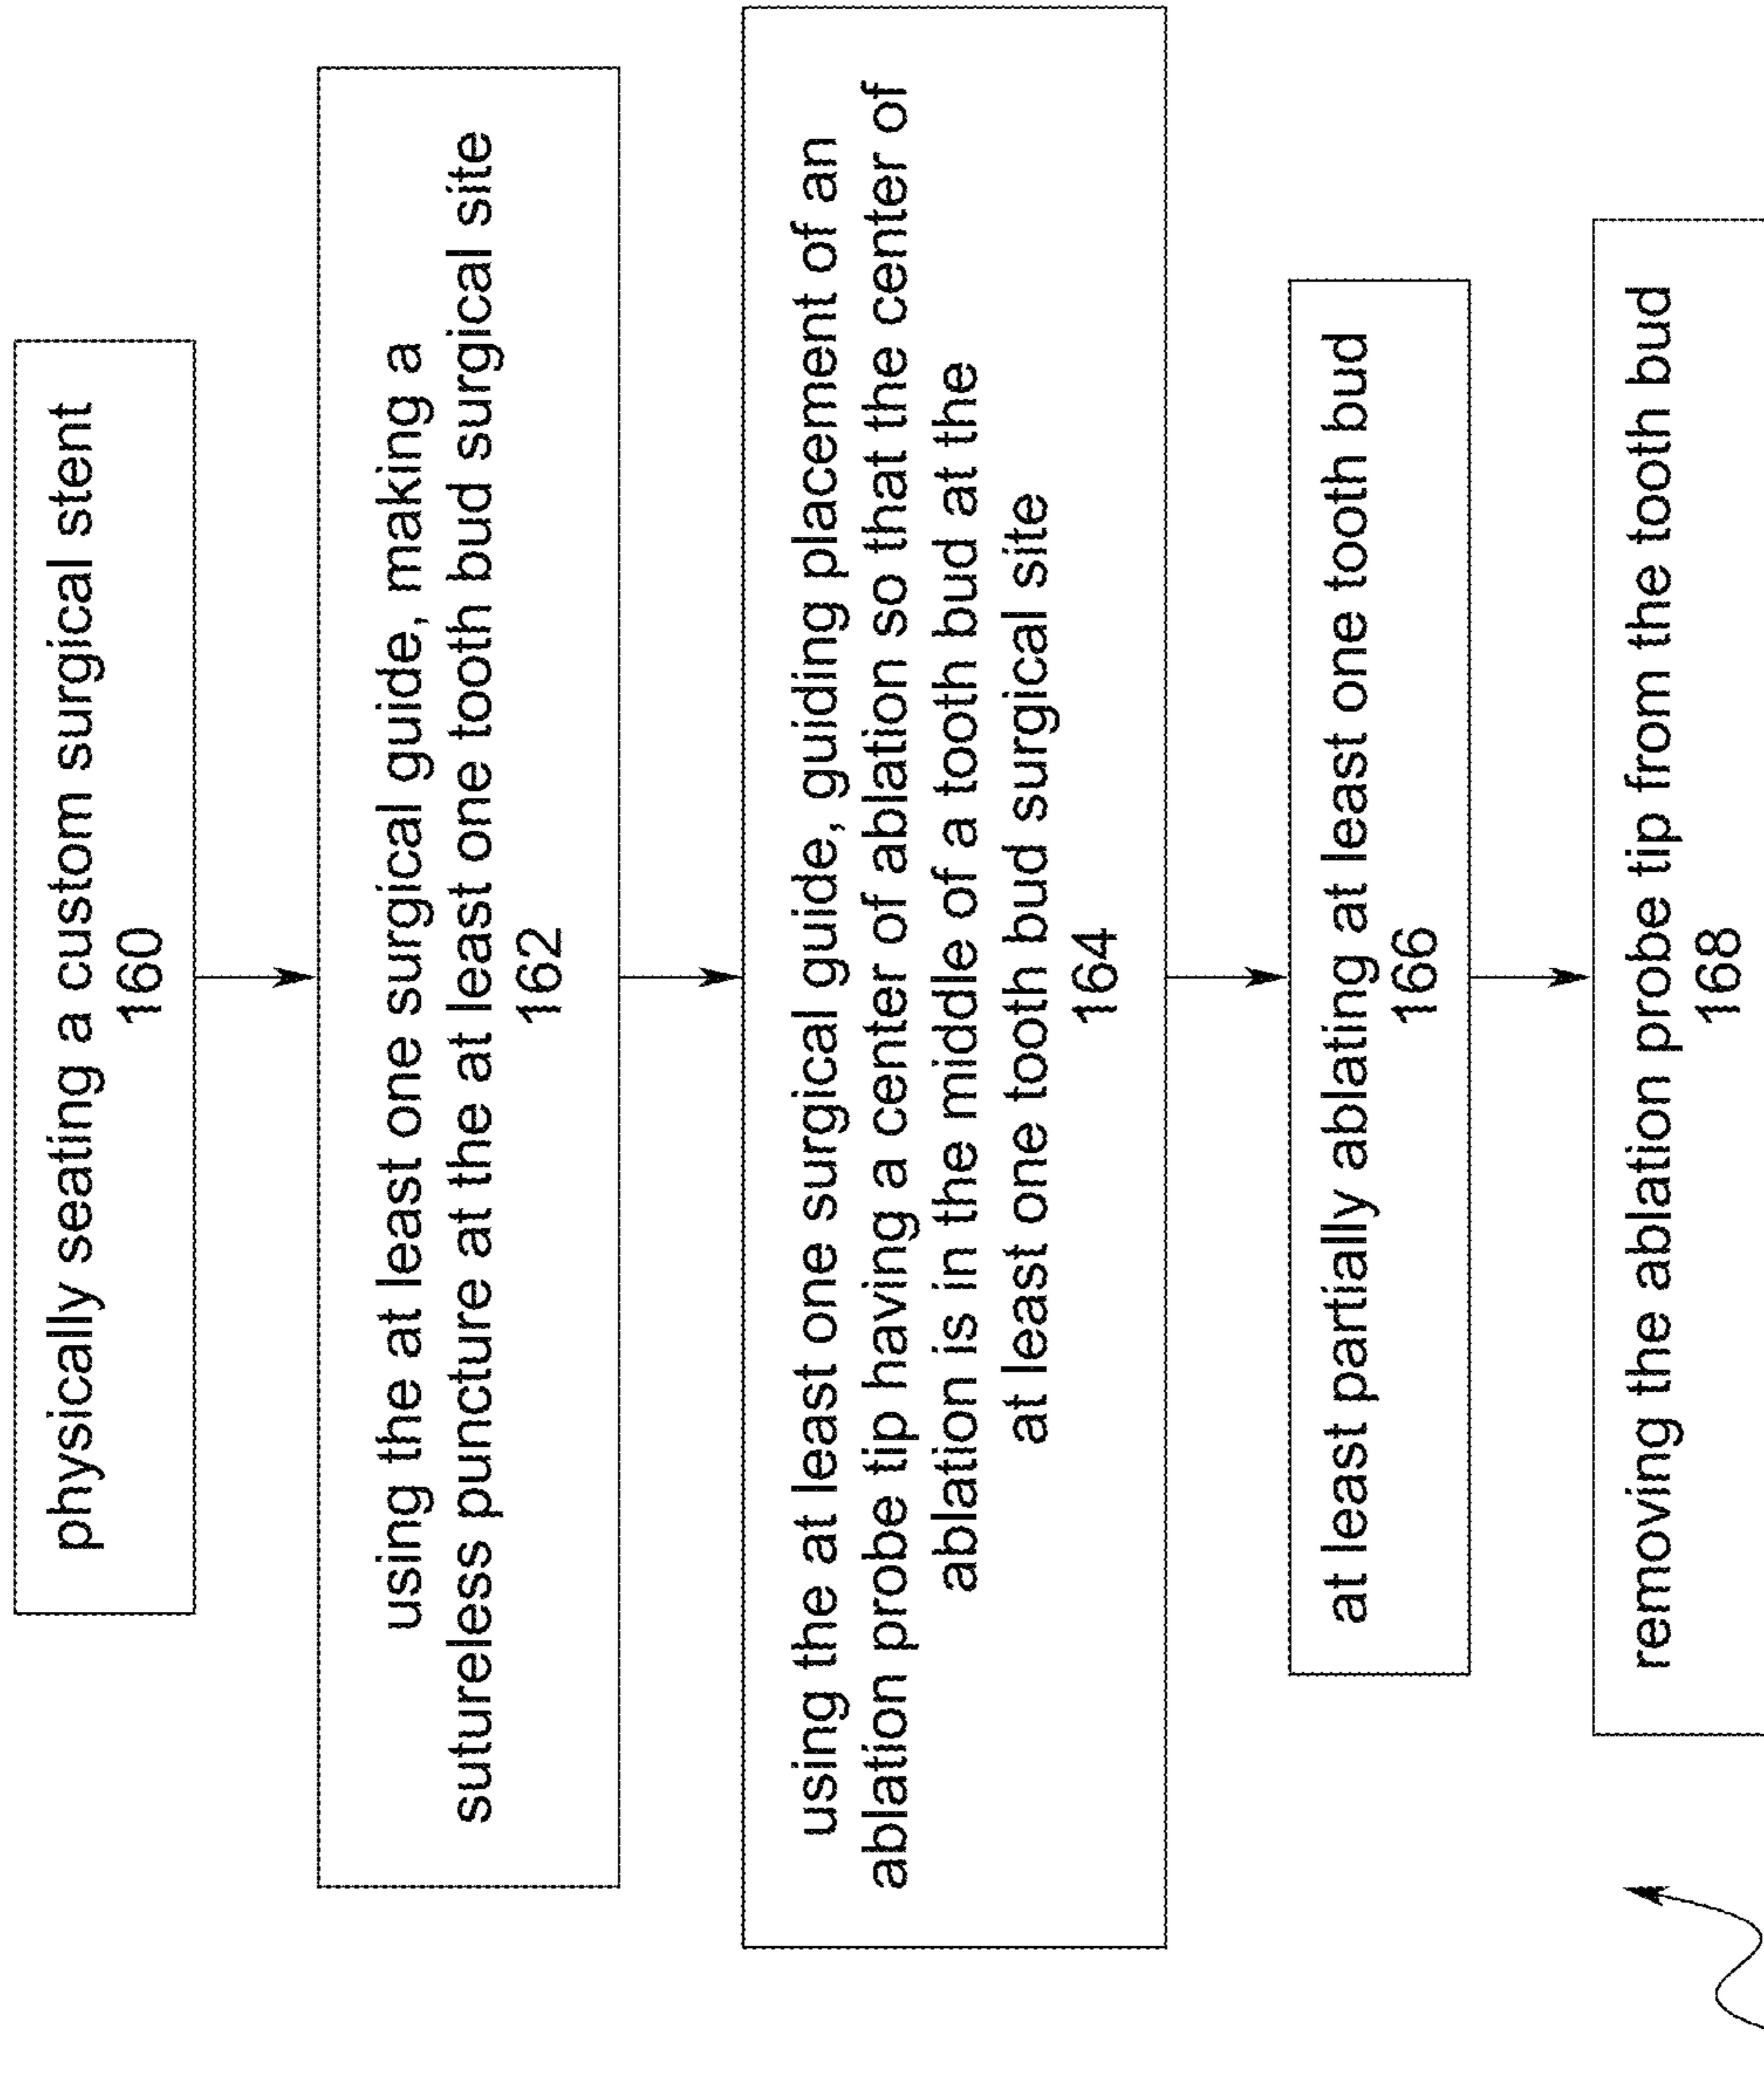 physically seating a custom surgical stent
160
using the at least one surgical guide, making a
sutureless puncture at the at least one tooth bud surgical site
162
using the at least one surgical guide, guiding placement of an
ablation probe tip having a center of ablation so that the center of
ablation is in the middle of a tooth bud at the
at least one tooth bud surgical site
164
at least partially ablating at least one tooth bud
166
removing the ablation probe tip from the tooth bud
168